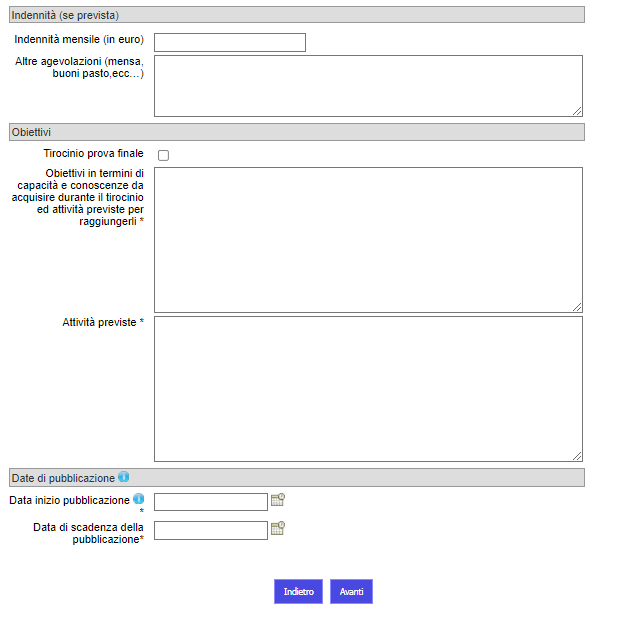 Indennità (se prevista)
Indennità mensile (in euro)
Altre agevolazioni (mensa,
buoni pasto,ecc...)
Obiettivi
Tirocinio prova finale
Obiettivi in termini di
capacità e conoscenze da
acquisire durante il tirocinio
ed attività previste per
raggiungerli *
Attività previste *
Date di pubblicazione
Data inizio pubblicazione
*
Data di scadenza della
pubblicazione*
Indietro
Avanti